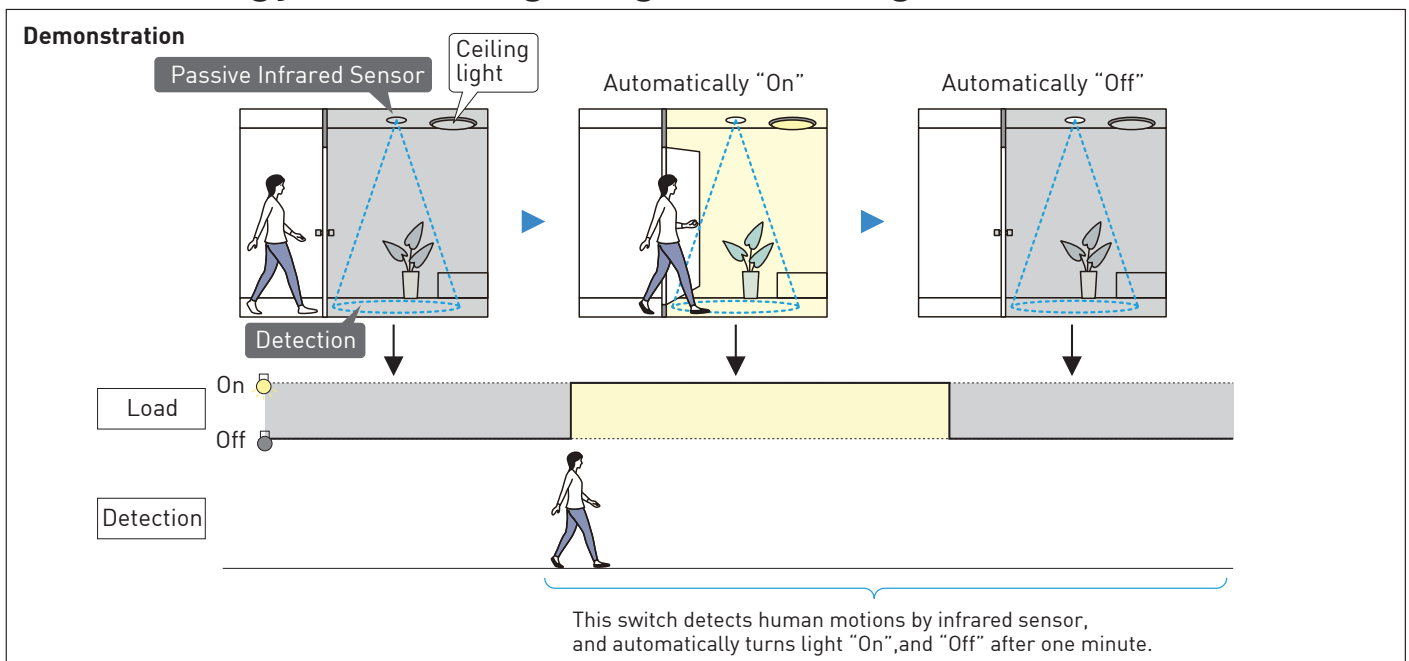 Demonstration
Passive Infrared Sensor
Ceiling
light
Automatically “On”
Automatically “Off”
Detection
On
Load
Off
Detection
This switch detects human motions by infrared sensor,
and automatically turns light “On”,and “Off” after one minute.